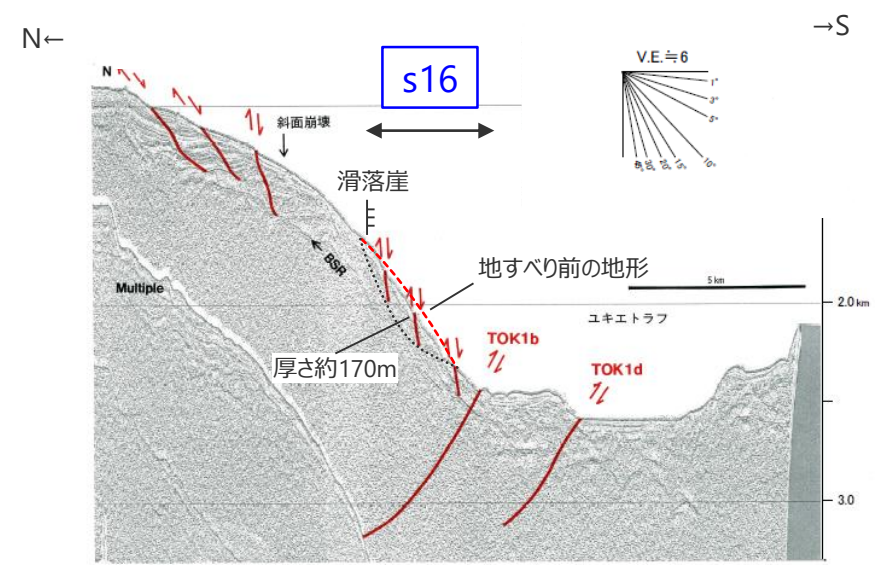 N←
→S
V.E.≒6
s16
N
1°
3°
5°
10°
15°
20°
30°
斜面崩壊
滑落崖
BSR
地すべり前の地形
5 km
Multiple
2.0 km
ユキエトラフ
TOK1b
厚さ約170m
TOK1d
3.0